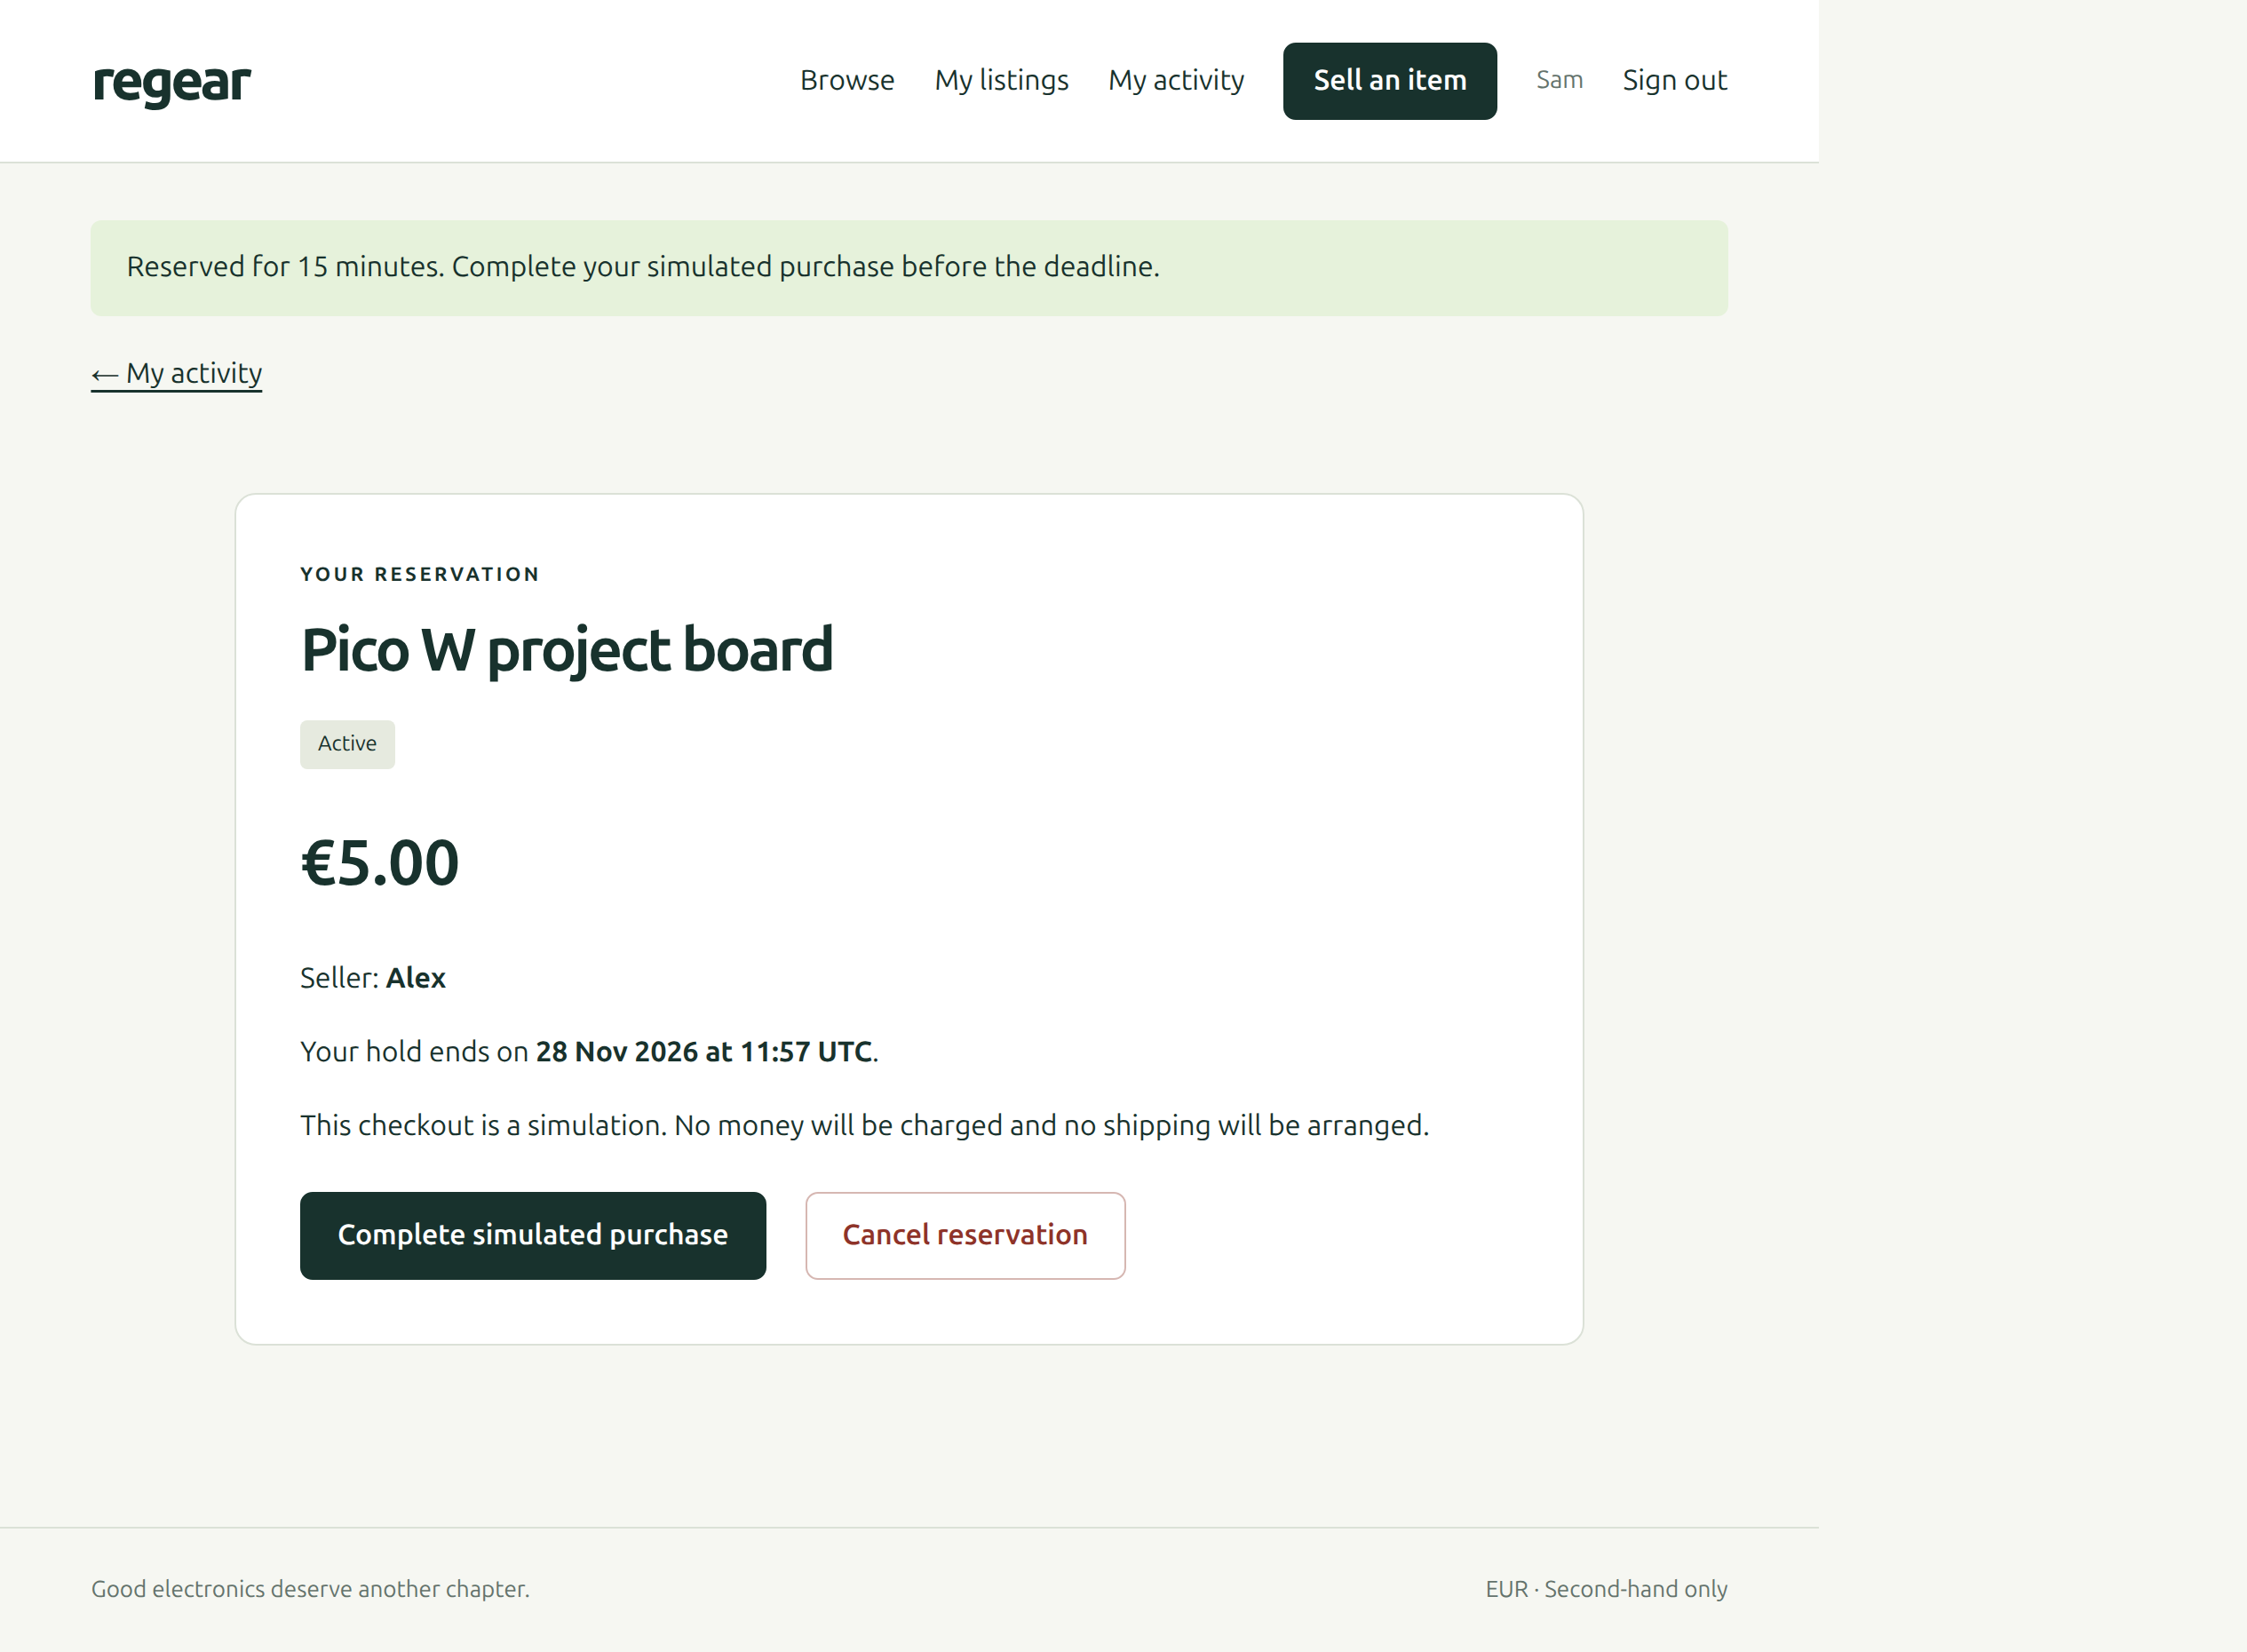 regear
Browse My listings My activity Sell an item Sam Sign out
Reserved for 15 minutes. Complete your simulated purchase before the deadline.
← My activity
YOUR RESERVATION
Pico W project board
Active
€5.00
Seller: Alex
Your hold ends on 28 Nov 2026 at 11:57 UTC.
This checkout is a simulation. No money will be charged and no shipping will be arranged.
Complete simulated purchase Cancel reservation
Good electronics deserve another chapter. EUR · Second-hand only